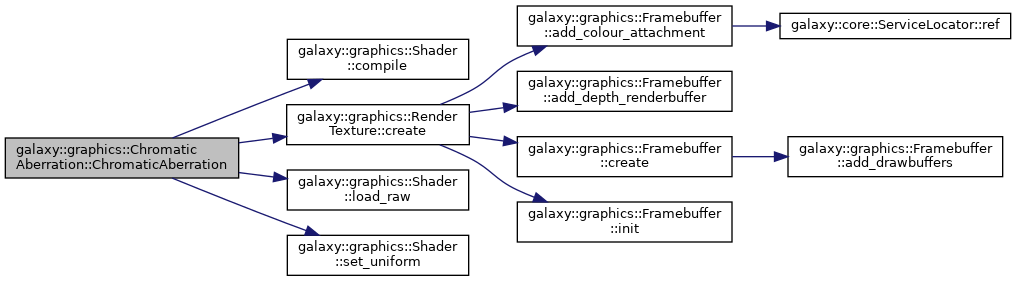 galaxy::graphics::Chromatic
Aberration::ChromaticAberration
galaxy::graphics::Shader
::compile
galaxy::graphics::Render
Texture::create
galaxy::graphics::Shader
::load_raw
galaxy::graphics::Shader
::set_uniform
galaxy::graphics::Framebuffer
::add_colour_attachment
galaxy::graphics::Framebuffer
::add_depth_renderbuffer
galaxy::graphics::Framebuffer
::create
galaxy::graphics::Framebuffer
::init
galaxy::core::ServiceLocator::ref
galaxy::graphics::Framebuffer
::add_drawbuffers